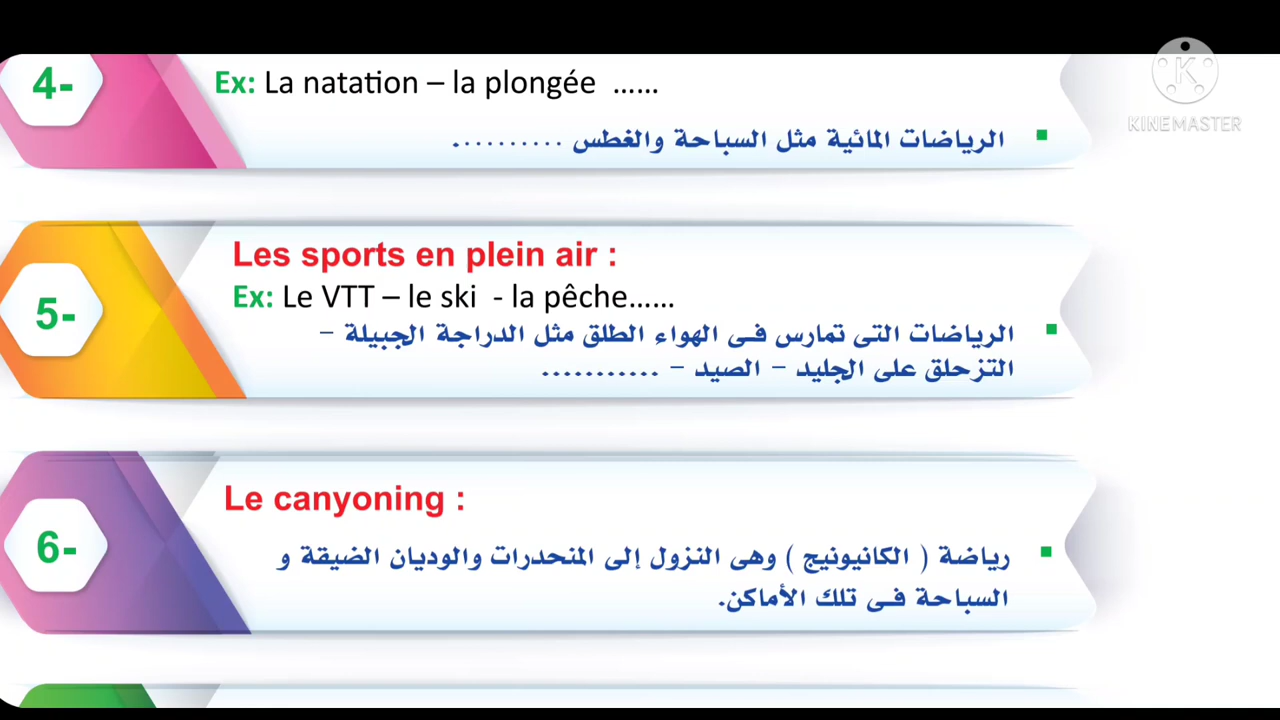 4-
Ex: La natation – la plongée ……
الرياضات المائية مثل السباحة والغطس ..........
KINEMASTER
5-
Les sports en plein air :
Ex: Le VTT – le ski - la pêche……
الرياضات التى تمارس فى الهواء الطلق مثل الدراجة الجبيلة –
التزحلق على الجليد – الصيد – ...........
6-
Le canyoning :
رياضة ( الكانيونيج ) وهى النزول إلى المنحدرات والوديان الضيقة و
السباحة فى تلك الأماكن.